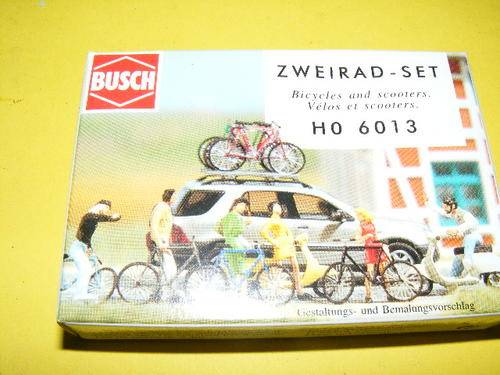 BUSCH
ZWEIRAD-SET
Bicycles and scooters.
Vélos et scooters.
H0 6013
Gestaltungs- und Bemalungsvorschlag